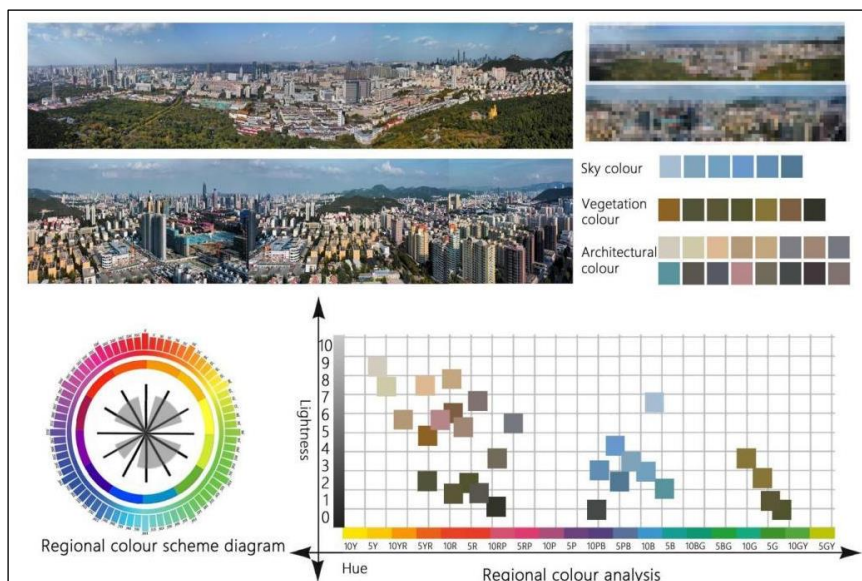 Sky colour
Vegetation
colour
Architectural
colour
Lightness
10
9
8
7
6
5
4
3
2
1
0
10Y 5Y 10YR 5YR 10R 5R 10RP 5RP 10P 5P 10PB 5PB 10B 5B 10BG 5BG 10G 5G 10GY 5GY
Regional colour scheme diagram
Hue
Regional colour analysis